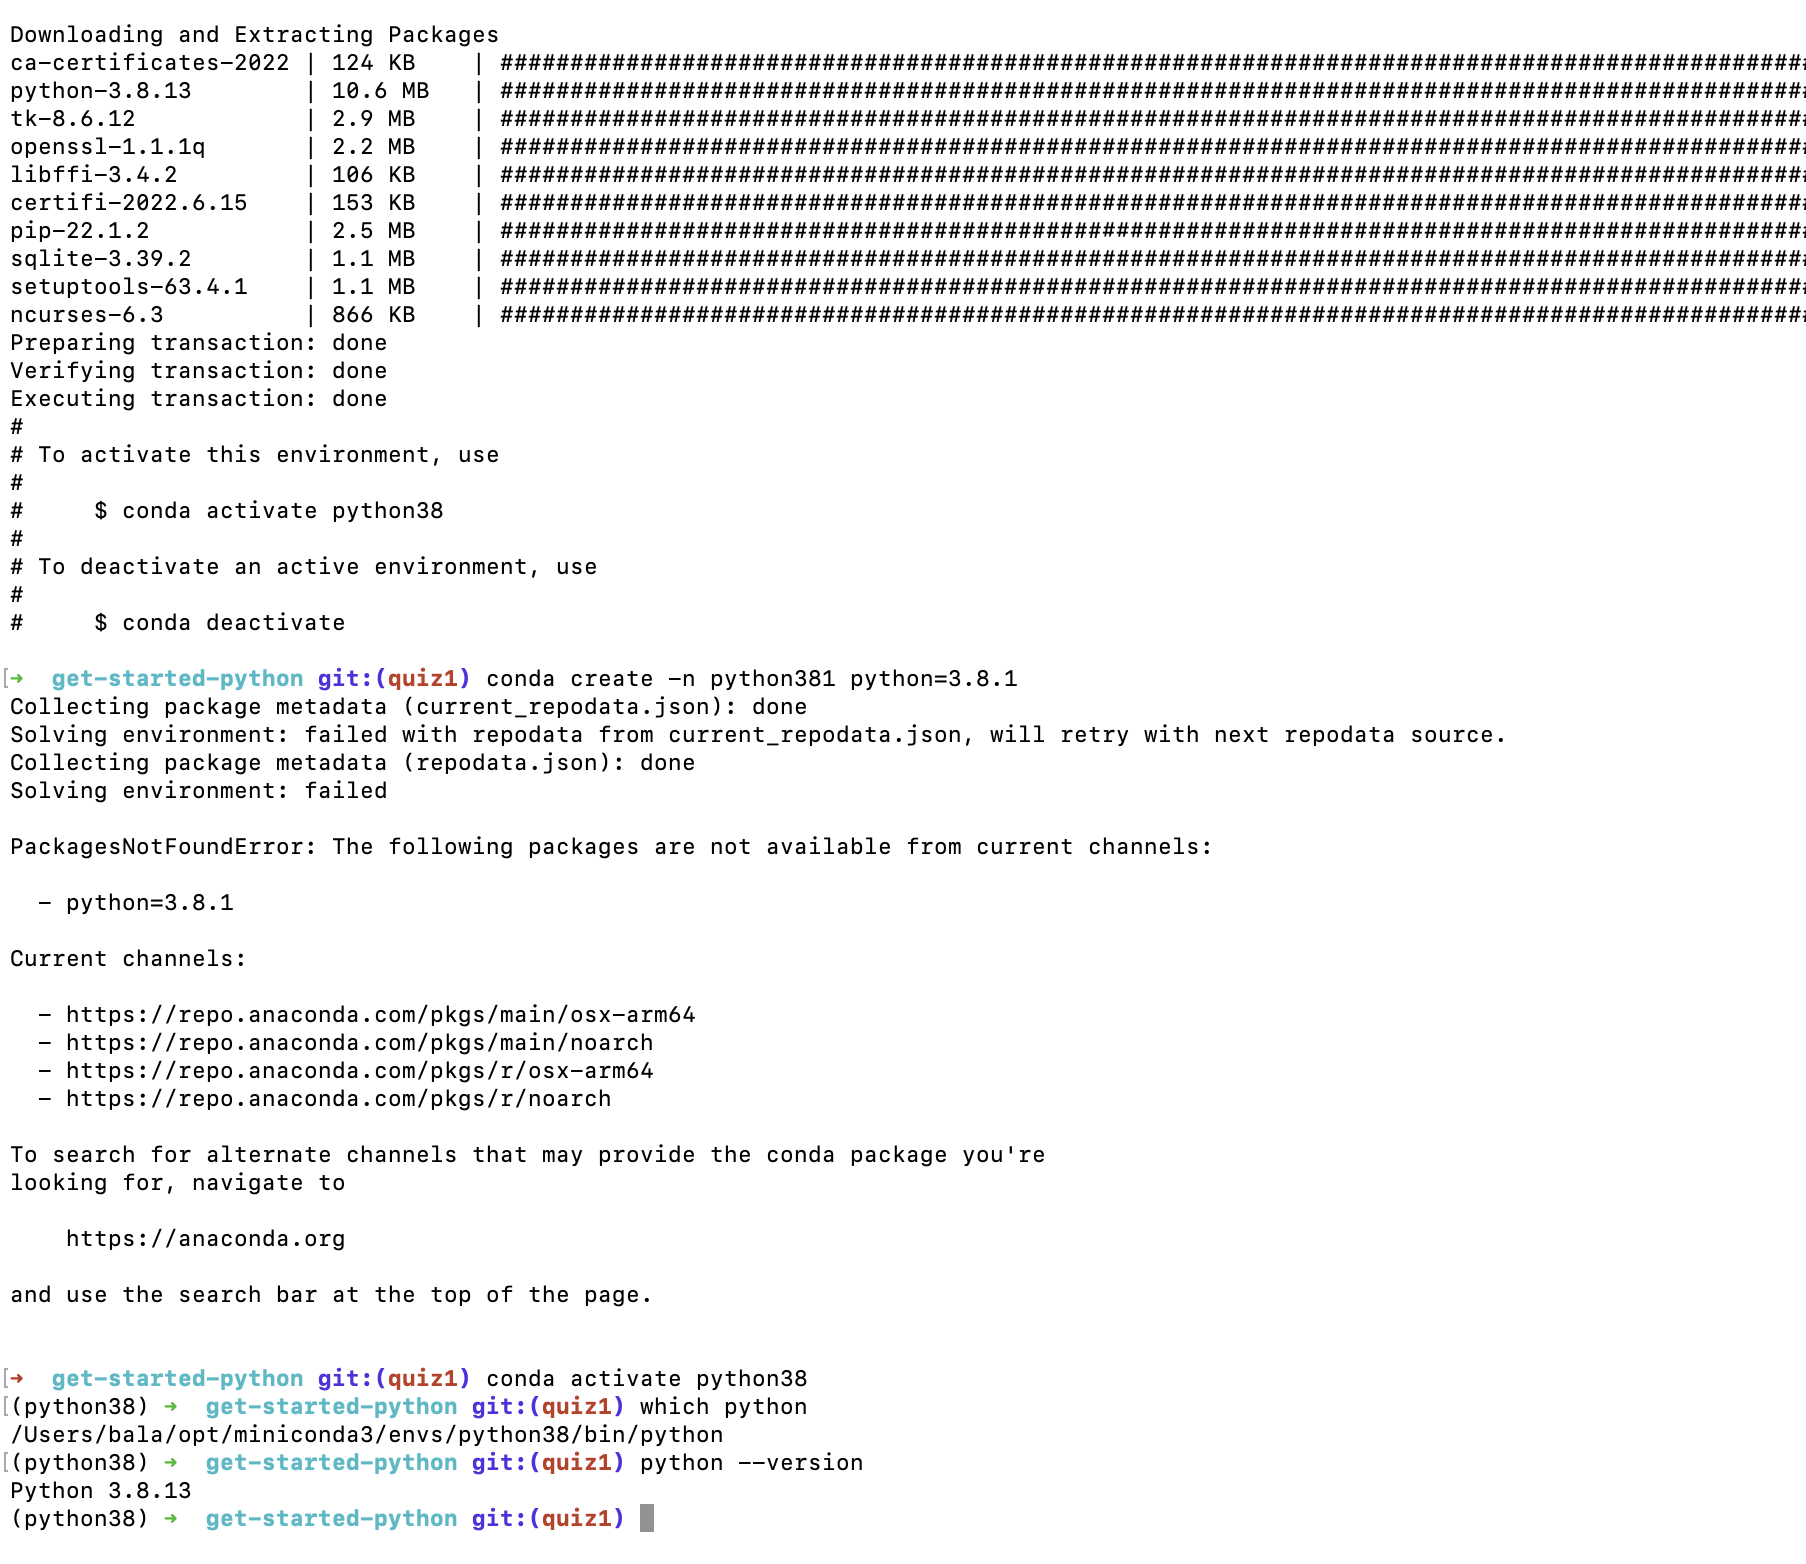 Downloading and Extracting Packages
ca-certificates-2022 | 124 KB    | #############################################################################################
python-3.8.13        | 10.6 MB   | #############################################################################################
tk-8.6.12            | 2.9 MB    | #############################################################################################
openssl-1.1.1q       | 2.2 MB    | #############################################################################################
libffi-3.4.2         | 106 KB    | #############################################################################################
certifi-2022.6.15    | 153 KB    | #############################################################################################
pip-22.1.2           | 2.5 MB    | #############################################################################################
sqlite-3.39.2        | 1.1 MB    | #############################################################################################
setuptools-63.4.1    | 1.1 MB    | #############################################################################################
ncurses-6.3          | 866 KB    | #############################################################################################
Preparing transaction: done
Verifying transaction: done
Executing transaction: done
#
# To activate this environment, use
#
#     $ conda activate python38
#
# To deactivate an active environment, use
#
#     $ conda deactivate
[➜  get-started-python git:(quiz1) conda create -n python381 python=3.8.1
Collecting package metadata (current_repodata.json): done
Solving environment: failed with repodata from current_repodata.json, will retry with next repodata source.
Collecting package metadata (repodata.json): done
Solving environment: failed
PackagesNotFoundError: The following packages are not available from current channels:
  - python=3.8.1
Current channels:
  - https://repo.anaconda.com/pkgs/main/osx-arm64
  - https://repo.anaconda.com/pkgs/main/noarch
  - https://repo.anaconda.com/pkgs/r/osx-arm64
  - https://repo.anaconda.com/pkgs/r/noarch
To search for alternate channels that may provide the conda package you're
looking for, navigate to
    https://anaconda.org
and use the search bar at the top of the page.
[➜  get-started-python git:(quiz1) conda activate python38
[(python38) ➜  get-started-python git:(quiz1) which python
/Users/bala/opt/miniconda3/envs/python38/bin/python
[(python38) ➜  get-started-python git:(quiz1) python --version
Python 3.8.13
(python38) ➜  get-started-python git:(quiz1)